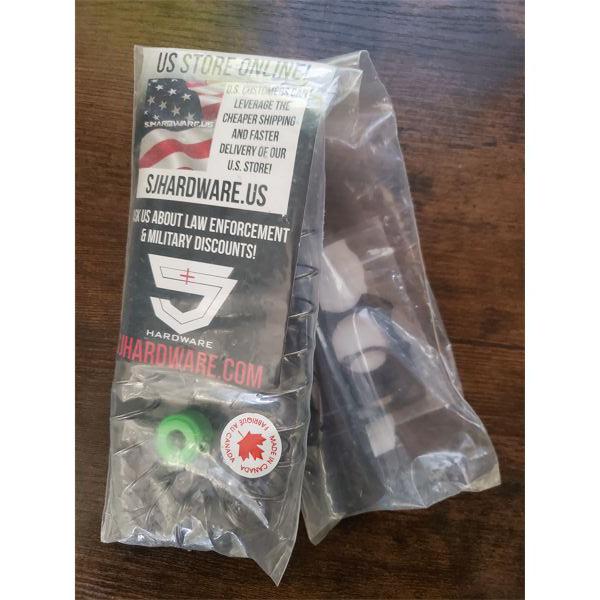 US STORE ONLINE!
SJHARDWARE.US
U.S. CUSTOMERS CAN
LEVERAGE THE
CHEAPER SHIPPING
AND FASTER
DELIVERY OF OUR
U.S. STORE!
SJHARDWARE.US
ASK US ABOUT LAW ENFORCEMENT
& MILITARY DISCOUNTS!
HARDWARE
SJHARDWARE.COM
MADE IN CANADA
FABRIQUÉ AU CANADA